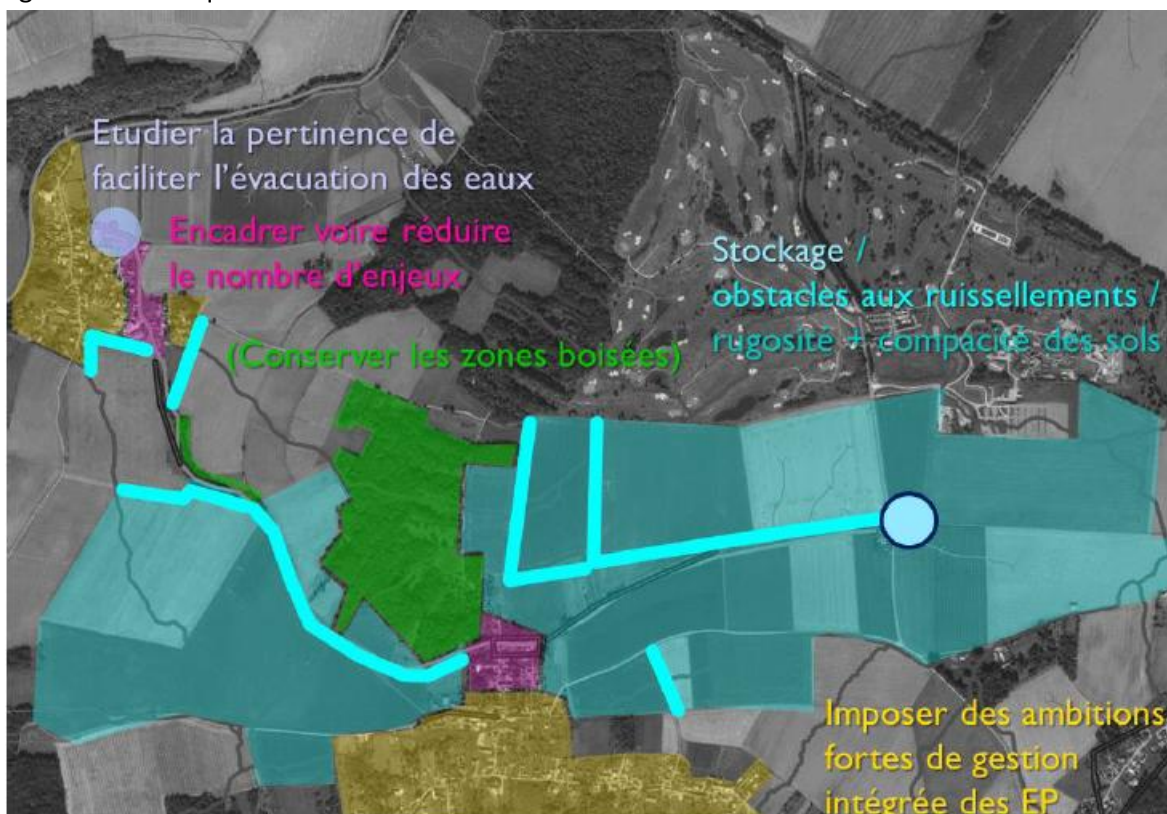 Etudier la pertinence de
faciliter l'évacuation des eaux
Encadrer voire réduire
le nombre d'enjeux
Stockage /
obstacles aux ruissellements /
rugosité + compacité des sols
(Conserver les zones boisées)
Imposer des ambitions
fortes de gestion
intégrée des EP